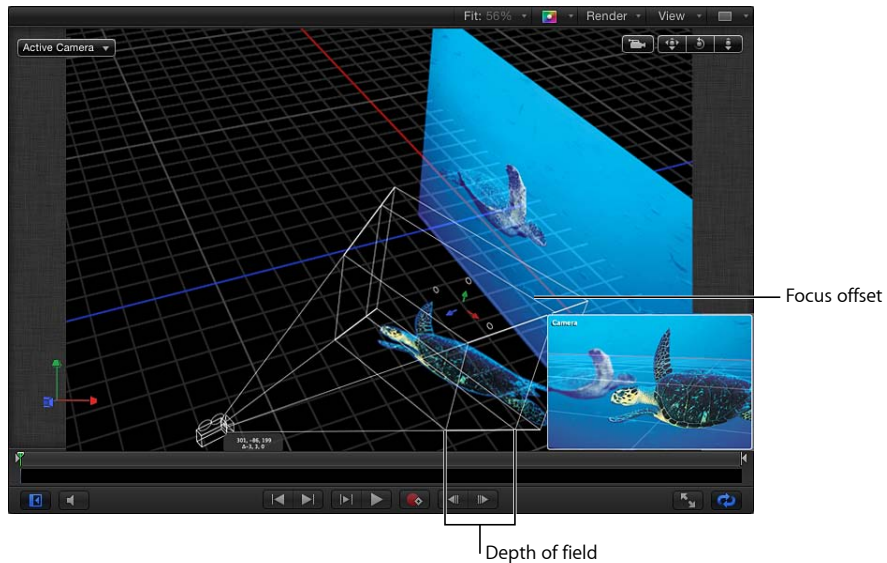 Fit: 56%
Render
View
Active Camera
Focus offset
Camera
301, -86, 199
Δ-3, 3, 0
Depth of field